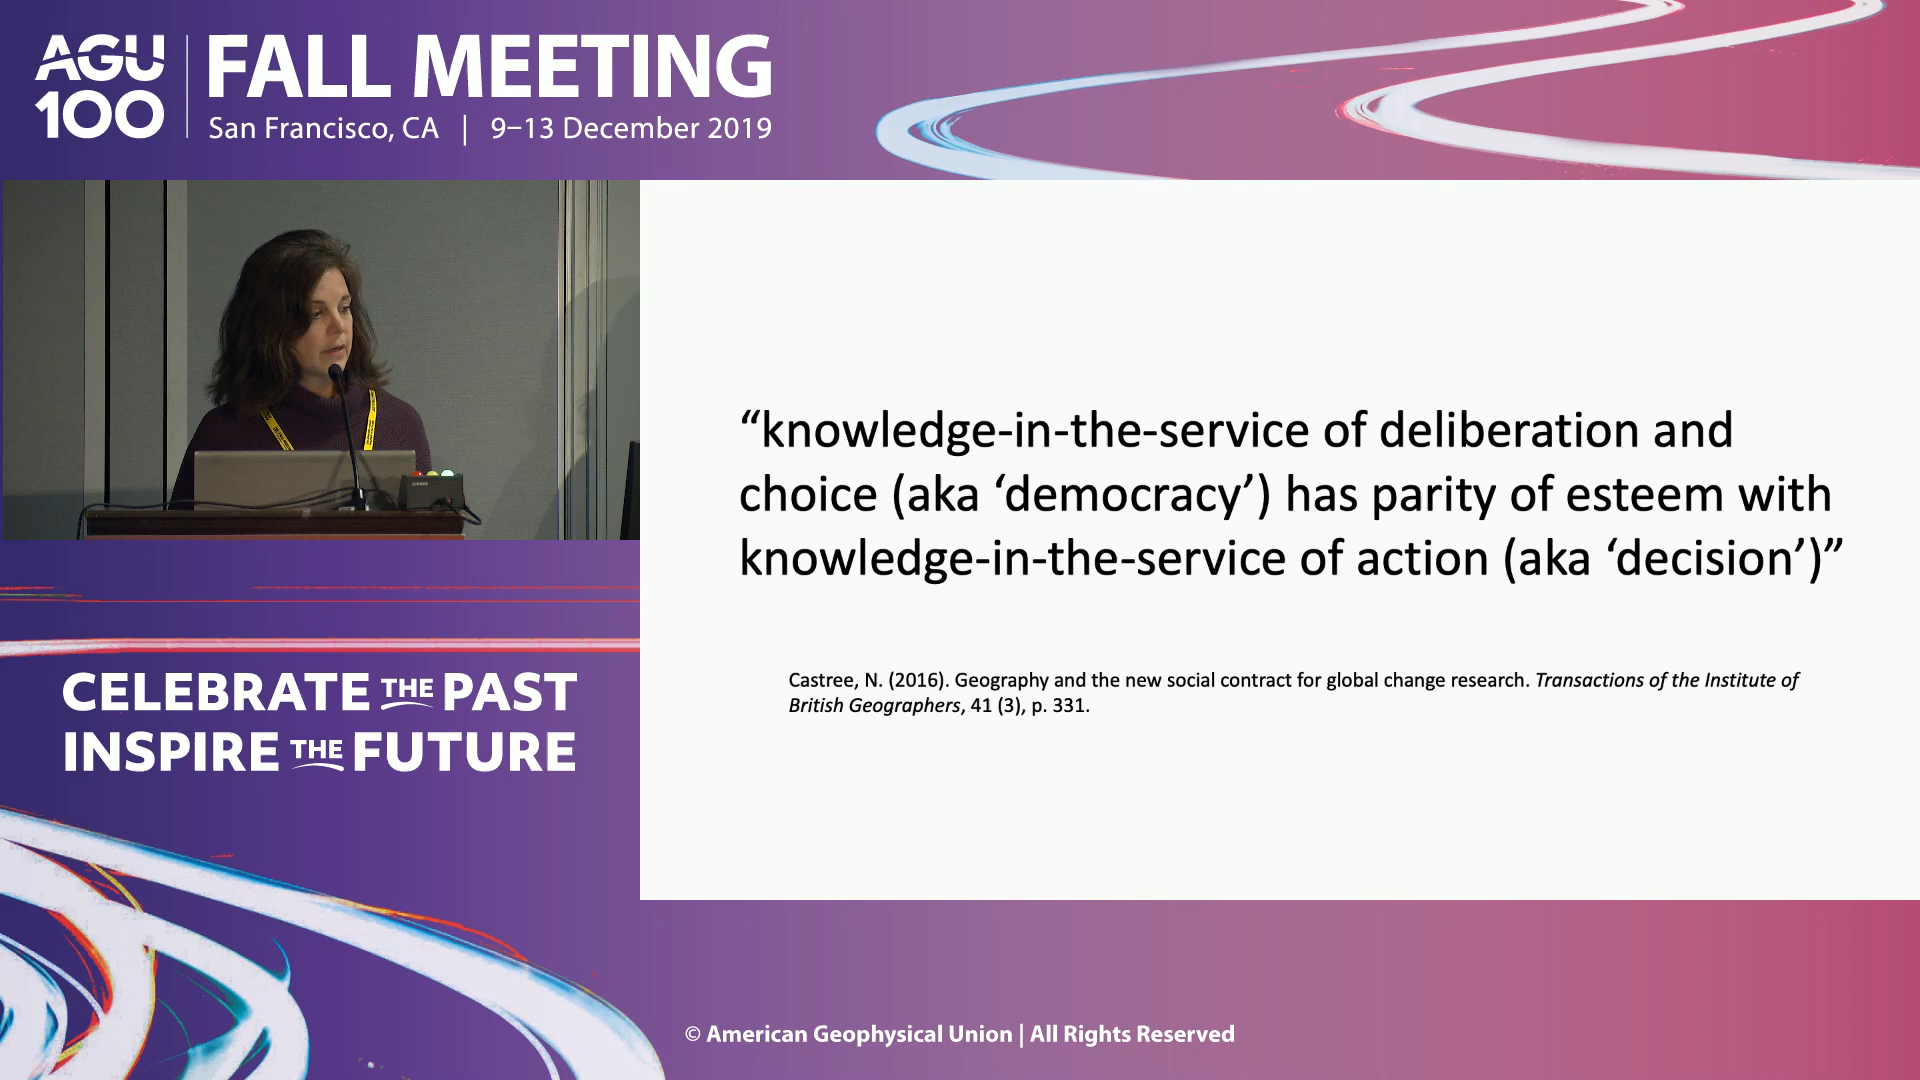 AGU
100
FALL MEETING
San Francisco, CA | 9–13 December 2019
“knowledge-in-the-service of deliberation and
choice (aka ‘democracy’) has parity of esteem with
knowledge-in-the-service of action (aka ‘decision’)”
Castree, N. (2016). Geography and the new social contract for global change research. Transactions of the Institute of
British Geographers, 41 (3), p. 331.
CELEBRATE THE PAST
INSPIRE THE FUTURE
© American Geophysical Union | All Rights Reserved